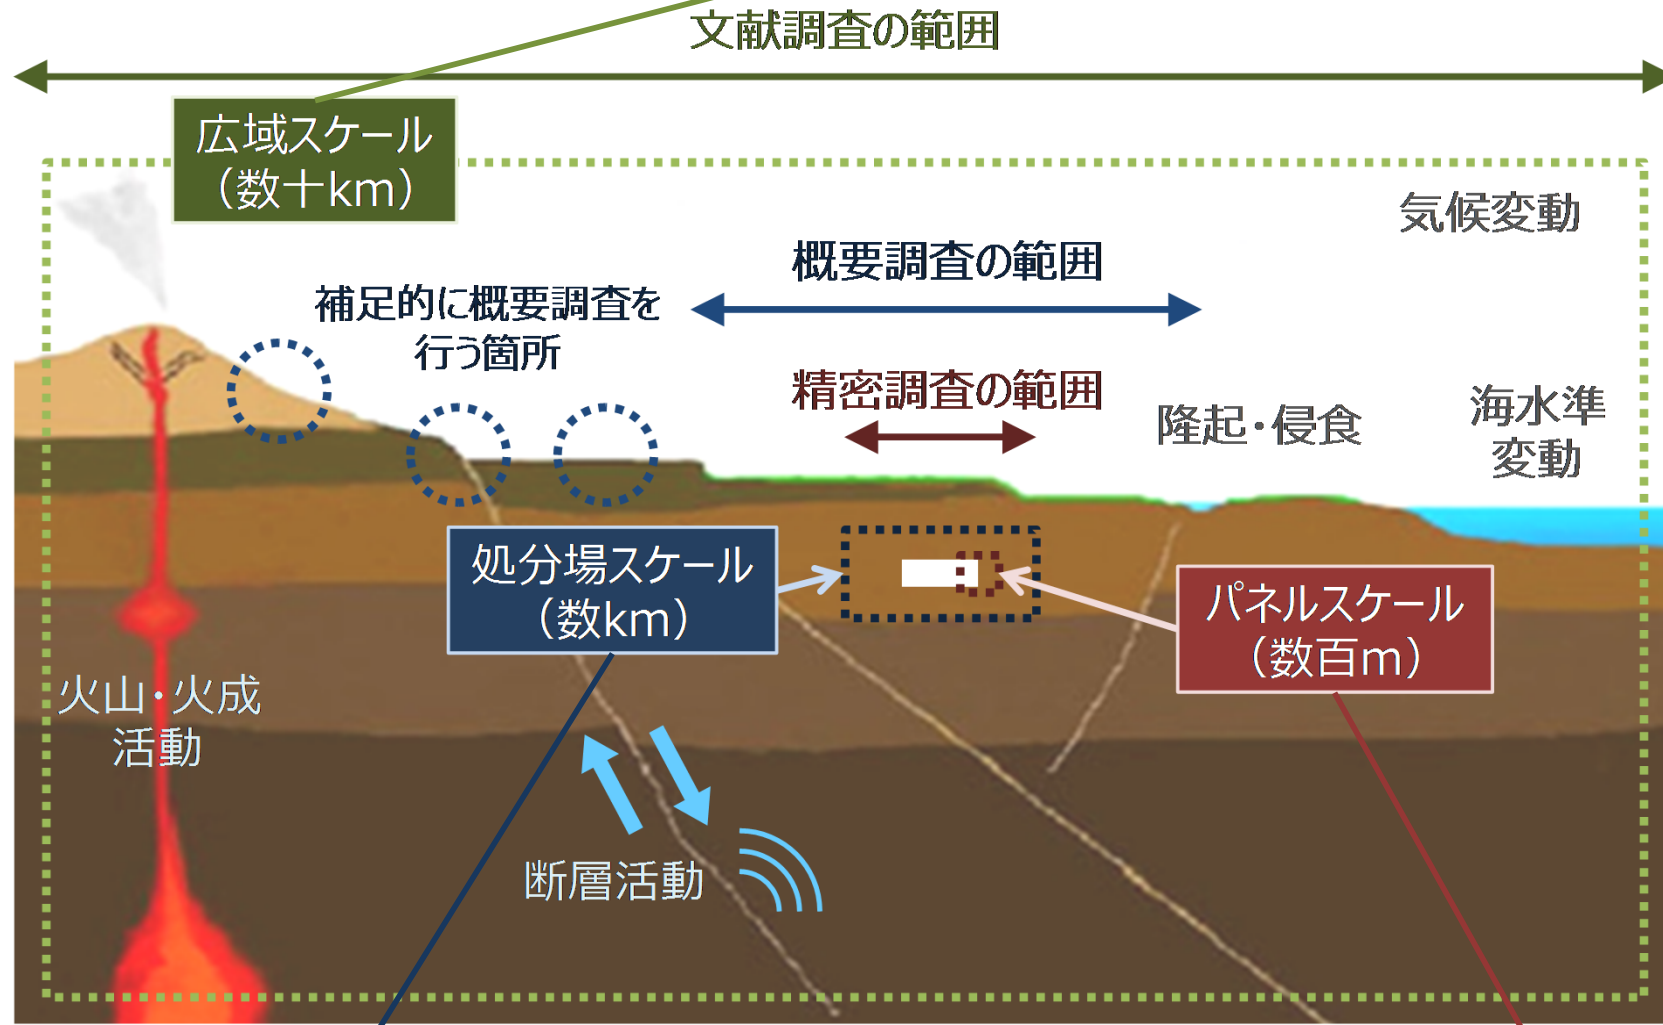 文献調査の範囲
広域スケール
（数十km）
気候変動
概要調査の範囲
補足的に概要調査を
行う箇所
精密調査の範囲
隆起・侵食
海水準
変動
処分場スケール
（数km）
パネルスケール
（数百m）
火山・火成
活動
断層活動